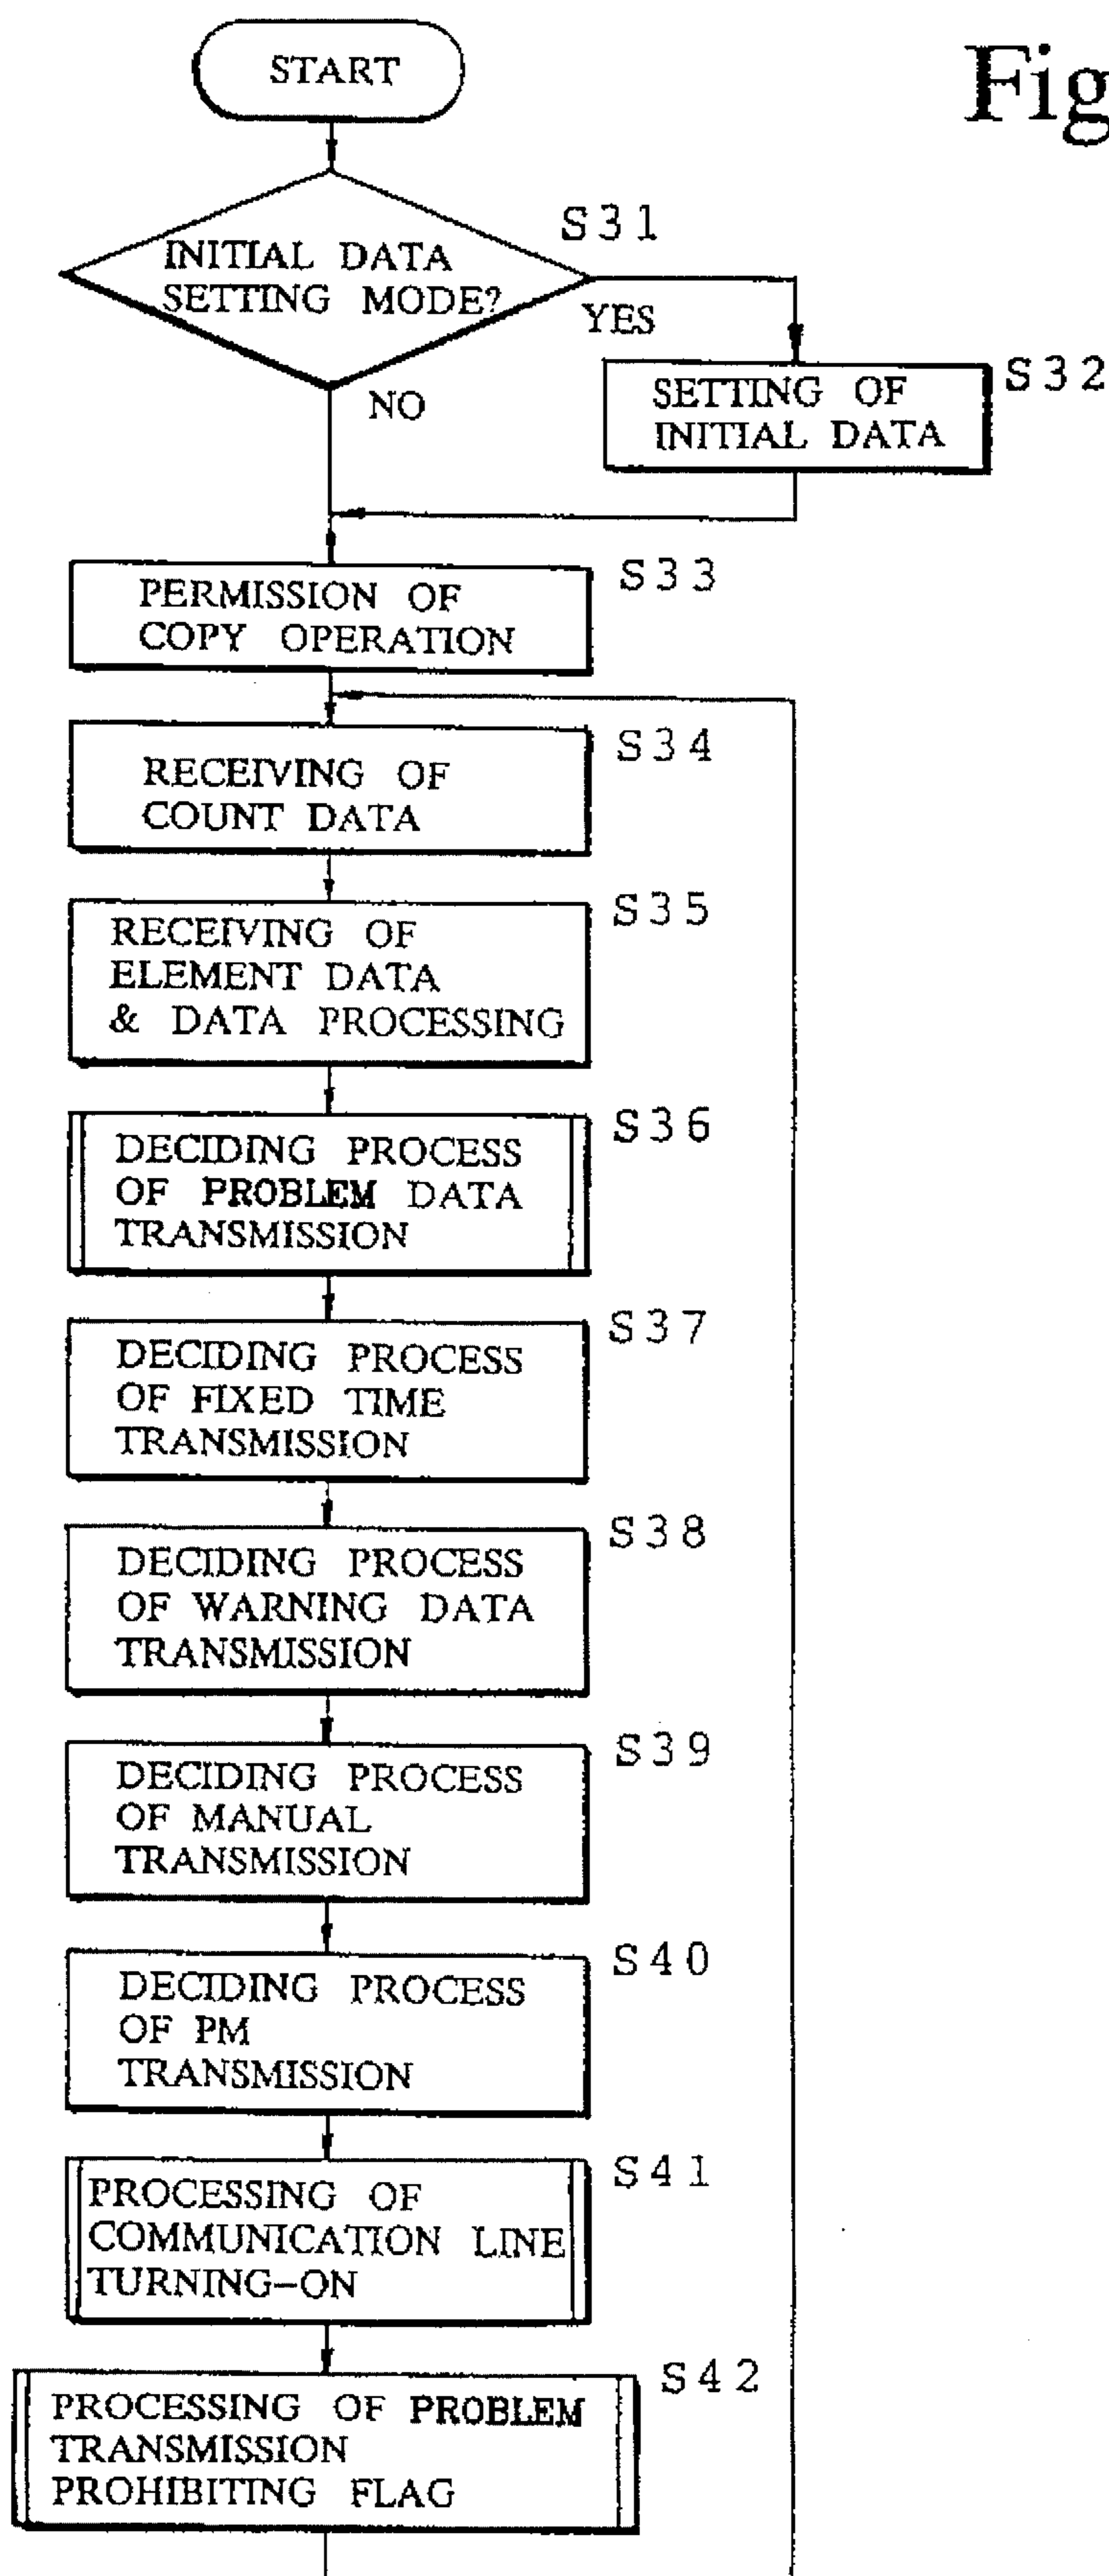 Fig
START
S31
INITIAL DATA
SETTING MODE?
YES
NO
S32
SETTING OF
INITIAL DATA
S33
PERMISSION OF
COPY OPERATION
S34
RECEIVING OF
COUNT DATA
S35
RECEIVING OF
ELEMENT DATA
& DATA PROCESSING
S36
DECIDING PROCESS
OF PROBLEM DATA
TRANSMISSION
S37
DECIDING PROCESS
OF FIXED TIME
TRANSMISSION
S38
DECIDING PROCESS
OF WARNING DATA
TRANSMISSION
S39
DECIDING PROCESS
OF MANUAL
TRANSMISSION
S40
DECIDING PROCESS
OF PM
TRANSMISSION
S41
PROCESSING OF
COMMUNICATION LINE
TURNING-ON
S42
PROCESSING OF PROBLEM
TRANSMISSION
PROHIBITING FLAG